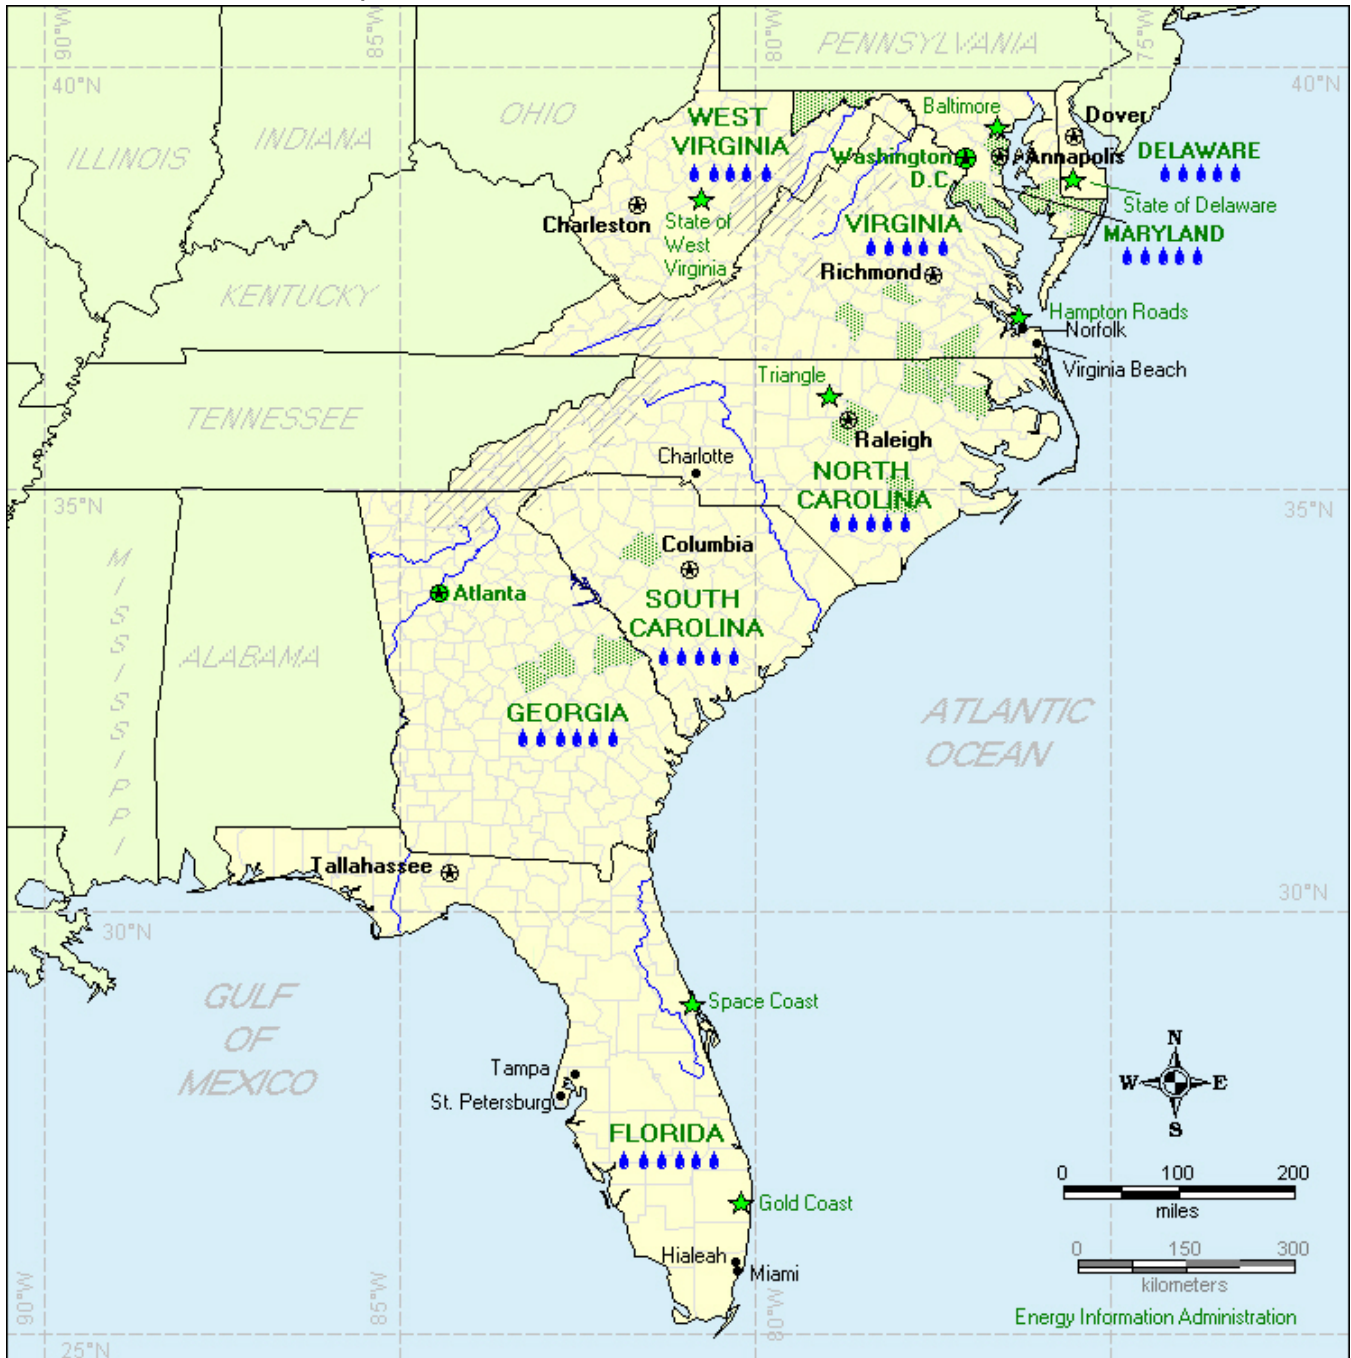 90°W
85°W
80°W
75°W
PENNSYLVANIA
40°N
40°N
OHIO
INDIANA
ILLINOIS
WEST
VIRGINIA
Baltimore
Dover
Washington
D.C.
Annapolis
DELAWARE
State of Delaware
MARYLAND
Charleston
State of
West
Virginia
VIRGINIA
Richmond
KENTUCKY
Hampton Roads
Norfolk
Virginia Beach
Triangle
TENNESSEE
Raleigh
Charlotte
NORTH
CAROLINA
35°N
35°N
Columbia
MISSISSIPPI
Atlanta
SOUTH
CAROLINA
ALABAMA
GEORGIA
ATLANTIC
OCEAN
Tallahassee
30°N
30°N
GULF
OF
MEXICO
Space Coast
Tampa
St. Petersburg
N
W E
S
FLORIDA
0 100 200
miles
Gold Coast
Hialeah
Miami
0 150 300
kilometers
Energy Information Administration
90°W
85°W
80°W
25°N